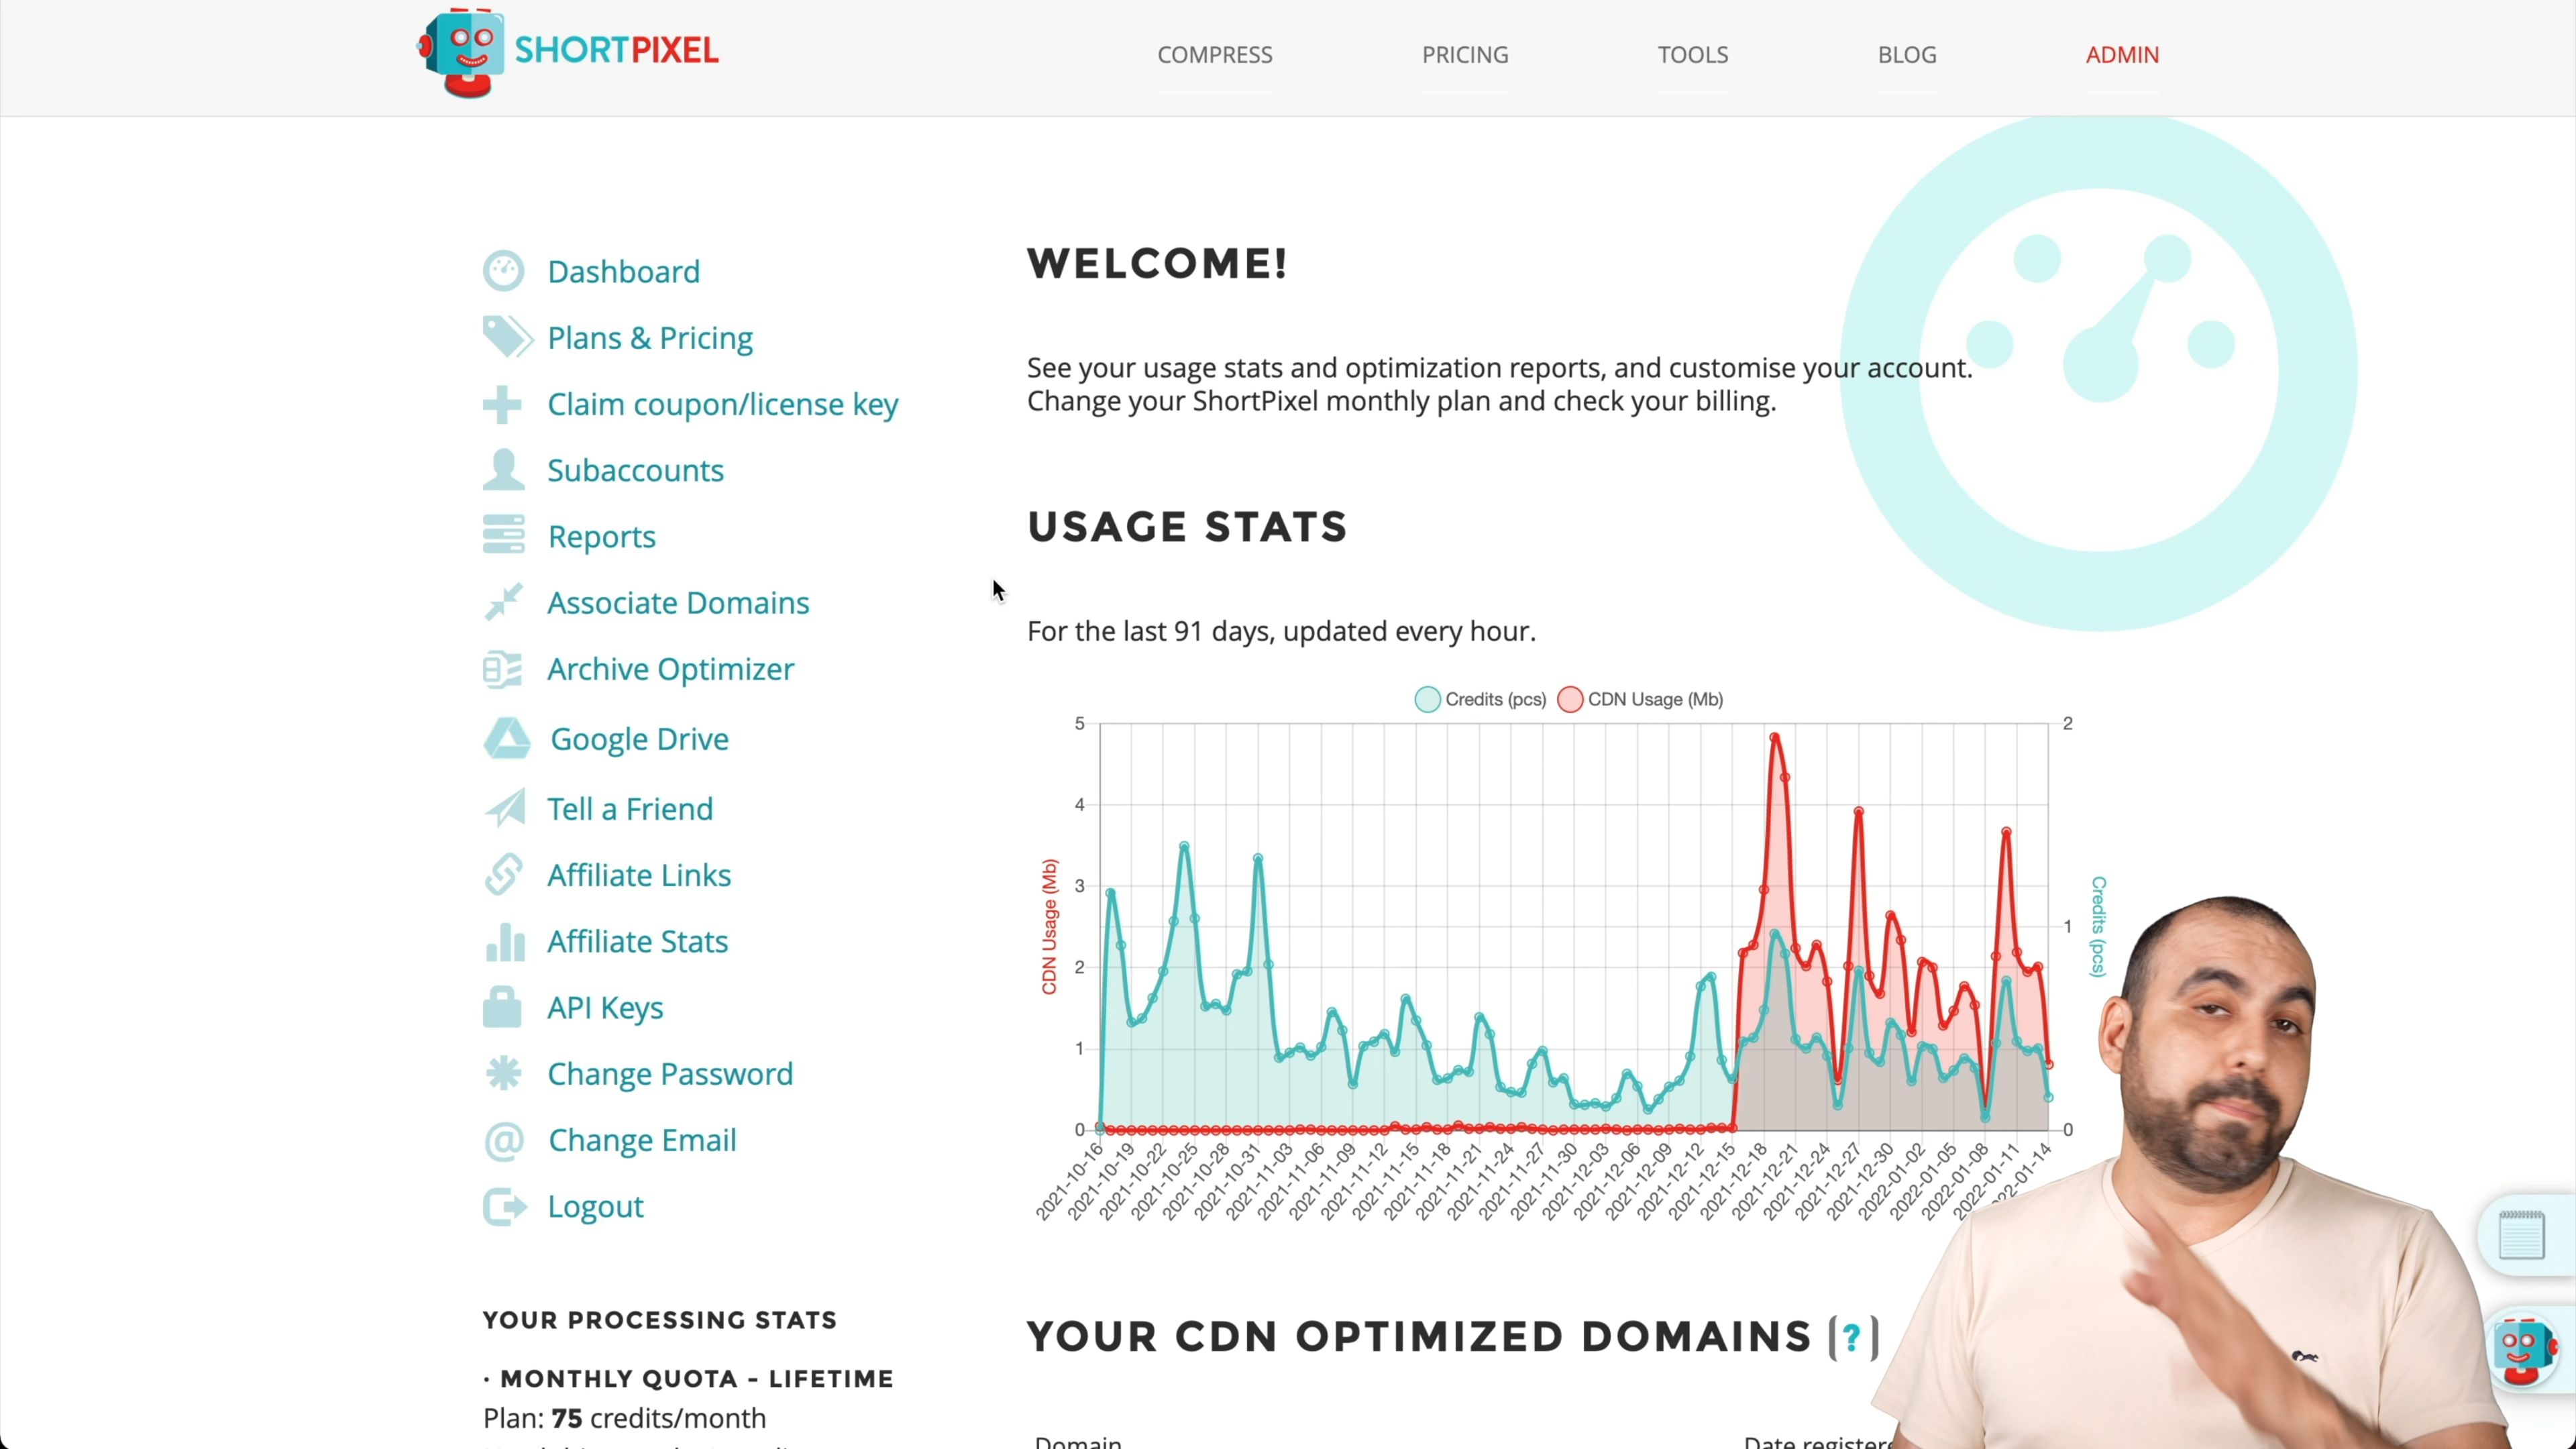 SHORTPIXEL
COMPRESS
PRICING
TOOLS
BLOG
ADMIN
Dashboard
Plans & Pricing
Claim coupon/license key
Subaccounts
Reports
Associate Domains
Archive Optimizer
Google Drive
Tell a Friend
Affiliate Links
Affiliate Stats
API Keys
Change Password
Change Email
Logout
YOUR PROCESSING STATS
· MONTHLY QUOTA - LIFETIME
Plan: 75 credits/month
WELCOME!
See your usage stats and optimization reports, and customise your account.
Change your ShortPixel monthly plan and check your billing.
USAGE STATS
For the last 91 days, updated every hour.
Credits (pcs)
CDN Usage (Mb)
CDN Usage (Mb)
5
4
3
2
1
0
2
1
0
Credits (pcs)
2021-10-16
2021-10-19
2021-10-22
2021-10-25
2021-10-28
2021-10-31
2021-11-03
2021-11-06
2021-11-09
2021-11-12
2021-11-15
2021-11-18
2021-11-21
2021-11-24
2021-11-27
2021-11-30
2021-12-03
2021-12-06
2021-12-09
2021-12-12
2021-12-15
2021-12-18
2021-12-21
2021-12-24
2021-12-27
2021-12-30
2022-01-02
2022-01-05
2022-01-08
2022-01-11
22-01-14
YOUR CDN OPTIMIZED DOMAINS (?)
Domain
Date registere